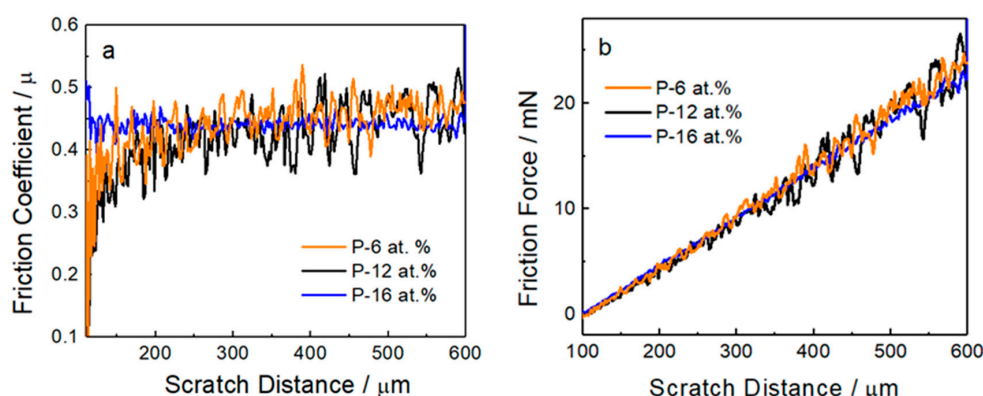 a
Friction Coefficient / μ
0.6
0.5
0.4
0.3
0.2
0.1
P-6 at. %
P-12 at.%
P-16 at.%
200 300 400 500 600
Scratch Distance / μm
b
Friction Force / mN
20
10
0
P-6 at.%
P-12 at.%
P-16 at.%
100 200 300 400 500 600
Scratch Distance / μm